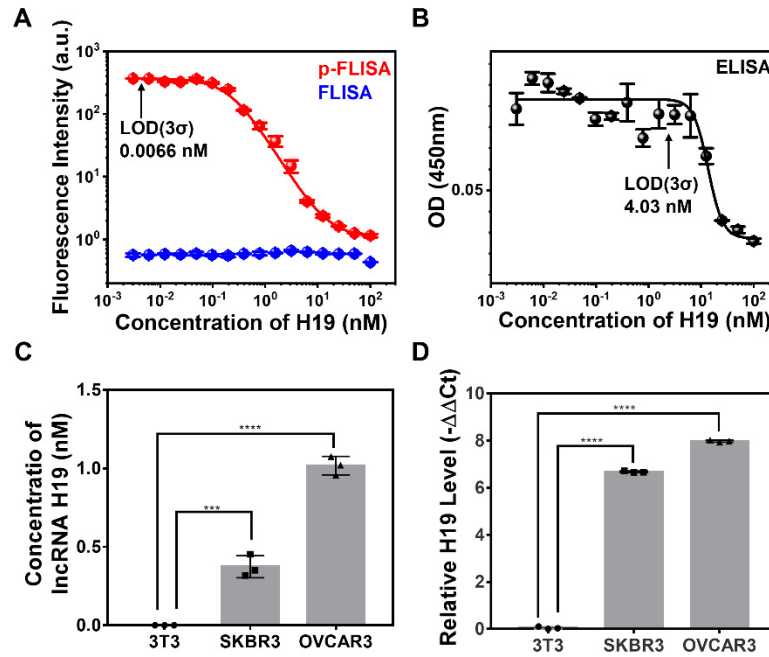 A
Fluorescence Intensity (a.u.)
10³
10²
10¹
10⁰
p-FLISA
FLISA
LOD(3σ)
0.0066 nM
10⁻³ 10⁻² 10⁻¹ 10⁰ 10¹ 10²
Concentration of H19 (nM)
B
OD (450nm)
0.05
ELISA
LOD(3σ)
4.03 nM
10⁻³ 10⁻² 10⁻¹ 10⁰ 10¹ 10²
Concentration of H19 (nM)
C
Concentratio of
lncRNA H19 (nM)
1.5
1.0
0.5
0.0
****
***
3T3 SKBR3 OVCAR3
D
Relative H19 Level (-ΔΔCt)
10
8
6
4
2
0
****
****
3T3 SKBR3 OVCAR3